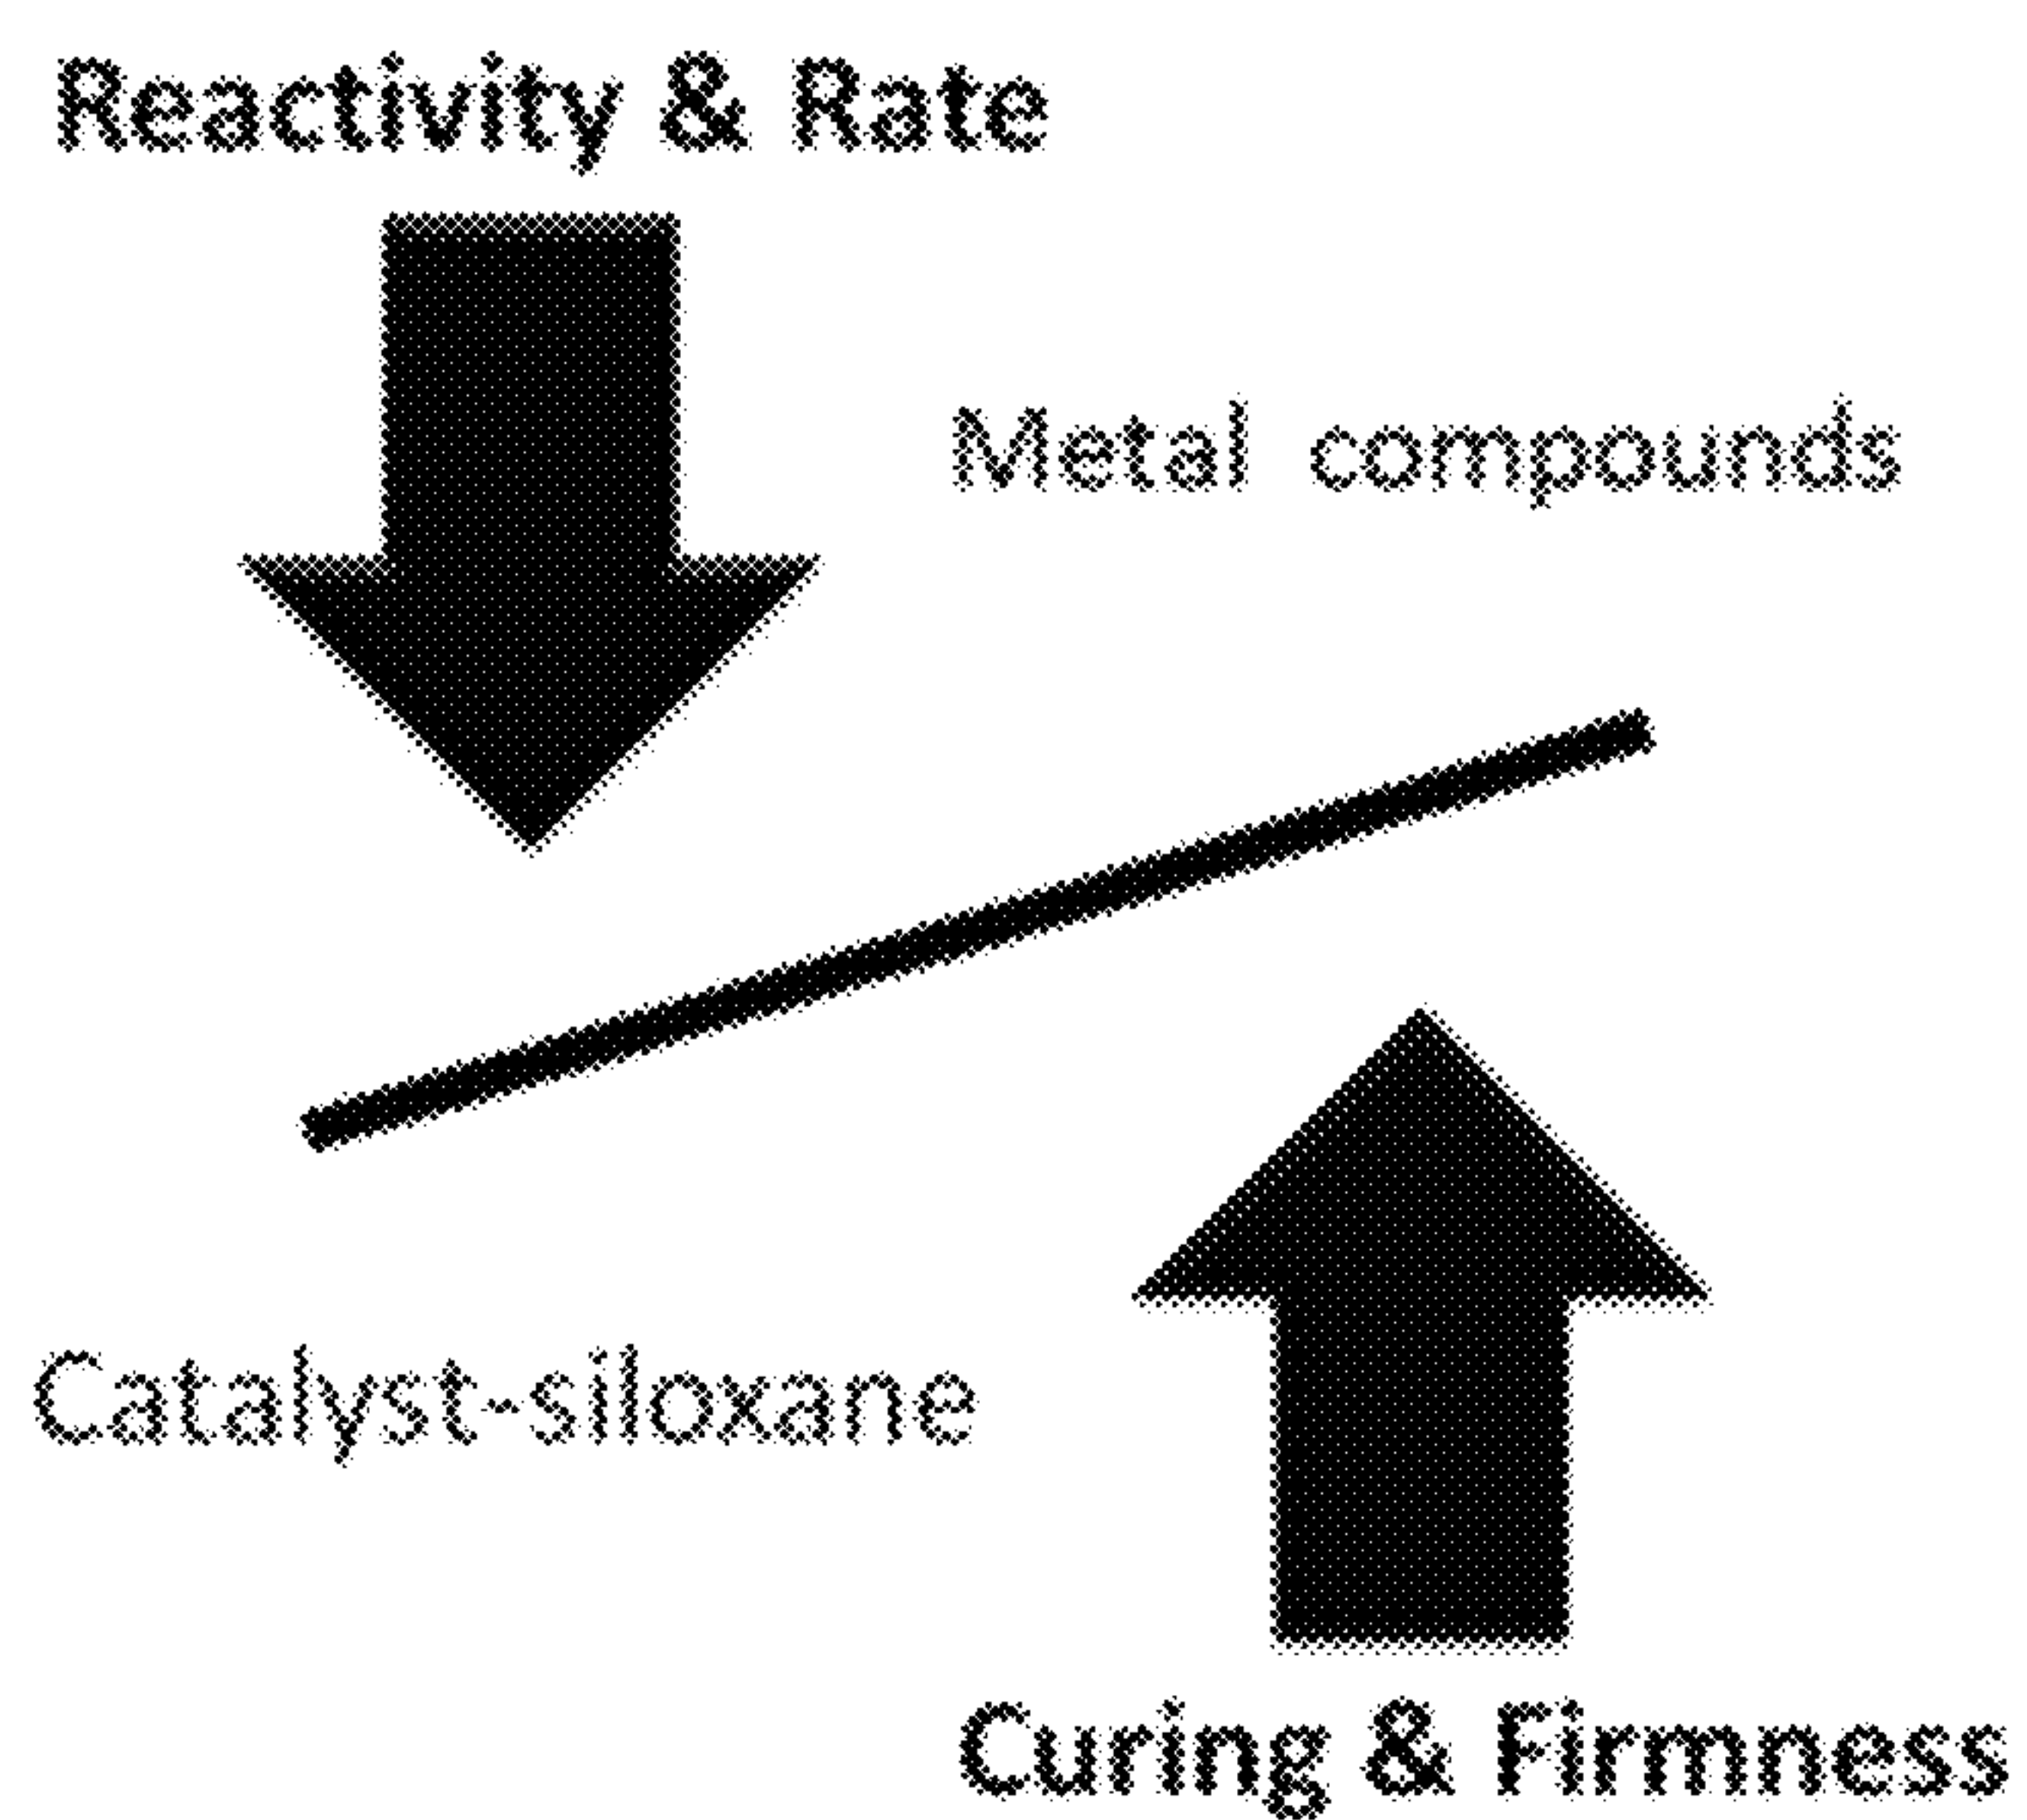 Reactivity & Rate
Metal compounds
Catalyst-siloxane
Curing & Firmness